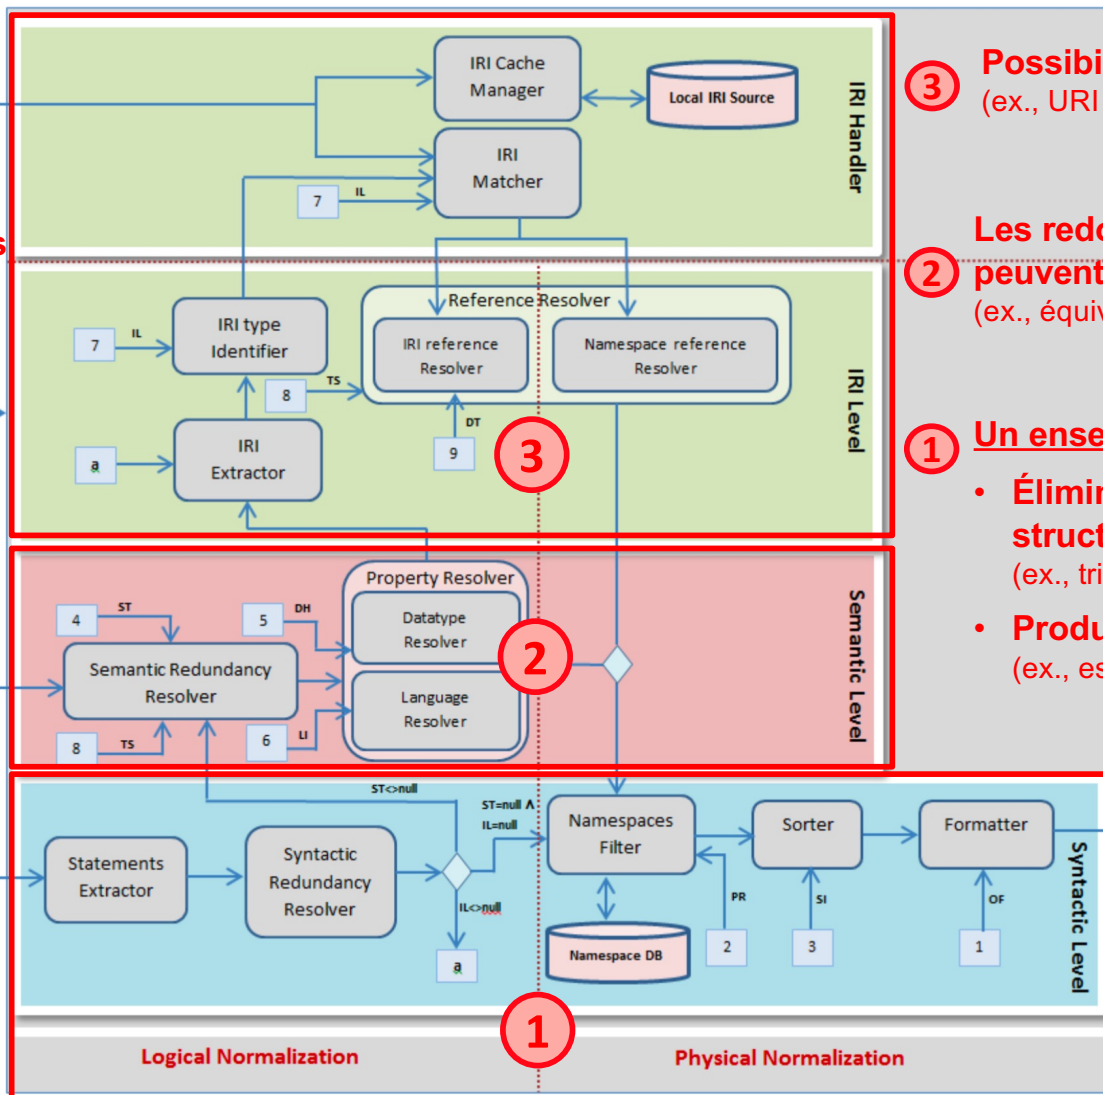 IRI Cache
Manager
Local IRI Source
IRI
Matcher
7
IL
IRI Handler
3
Possibi
(ex., URI
s
Les redo
2
peuvent
(ex., équiv
Reference Resolver
IRI type
Identifier
7
IL
IRI reference
Resolver
Namespace reference
Resolver
8
TS
DT
9
IRI
Extractor
a
3
IRI Level
1
Un ense
• Élimin
struct
(ex., tri
• Produ
(ex., es
Property Resolver
Datatype
Resolver
Language
Resolver
4
ST
5
DH
Semantic Redundancy
Resolver
8
TS
6
LI
2
Semantic Level
ST<>null
ST=null ∧
IL=null
Statements
Extractor
Syntactic
Redundancy
Resolver
IL<>null
a
Namespaces
Filter
Sorter
Formatter
PR
SI
OF
2
3
1
Namespace DB
Syntactic Level
1
Logical Normalization
Physical Normalization